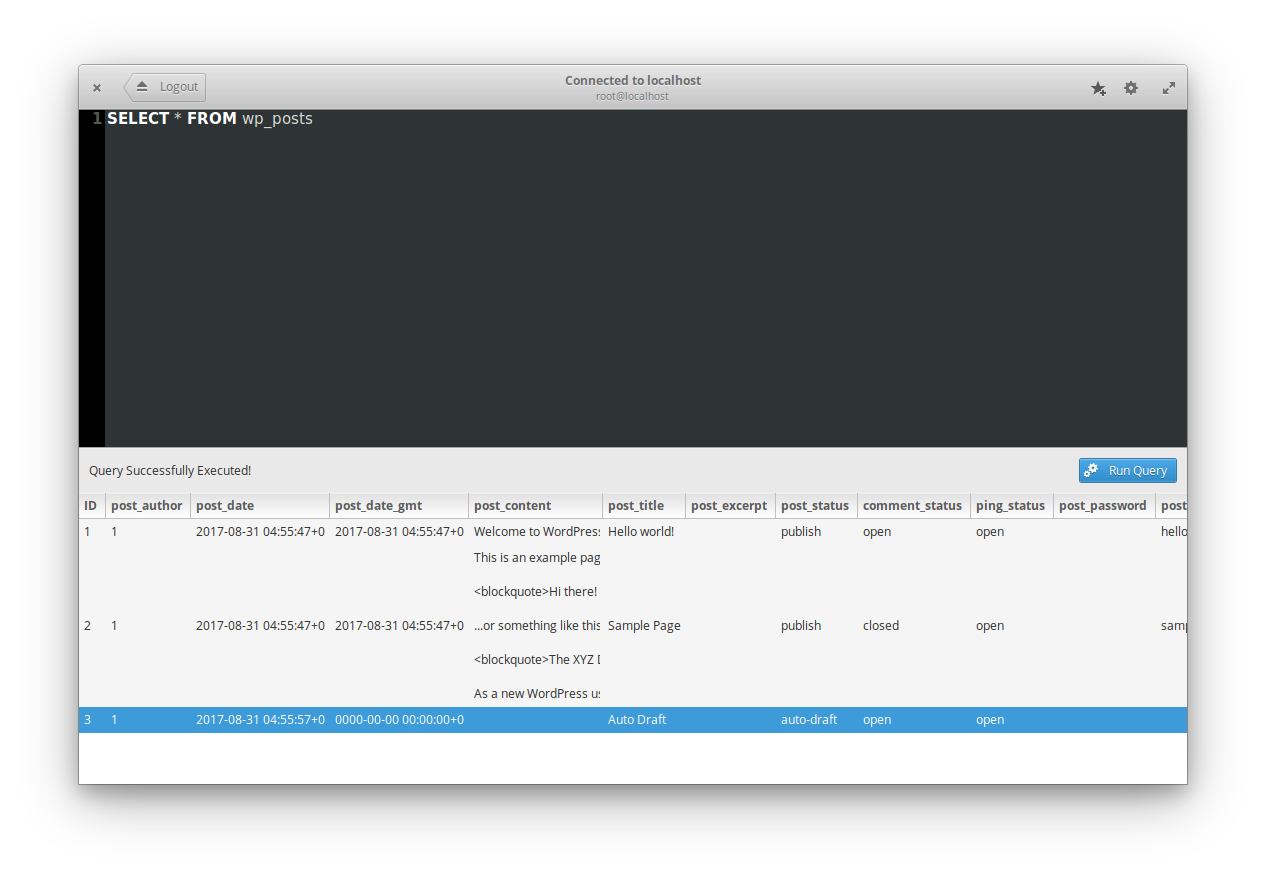 Logout
Connected to localhost
root@localhost
1 SELECT * FROM wp_posts
Query Successfully Executed!
Run Query
ID post_author post_date post_date_gmt post_content post_title post_excerpt post_status comment_status ping_status post_password post
1 1 2017-08-31 04:55:47+0 2017-08-31 04:55:47+0 Welcome to WordPress Hello world! publish open open hello
This is an example pag
<blockquote>Hi there!
2 1 2017-08-31 04:55:47+0 2017-08-31 04:55:47+0 ...or something like this Sample Page publish closed open sam
<blockquote>The XYZ
As a new WordPress us
3 1 2017-08-31 04:55:57+0 0000-00-00 00:00:00+0 Auto Draft auto-draft open open